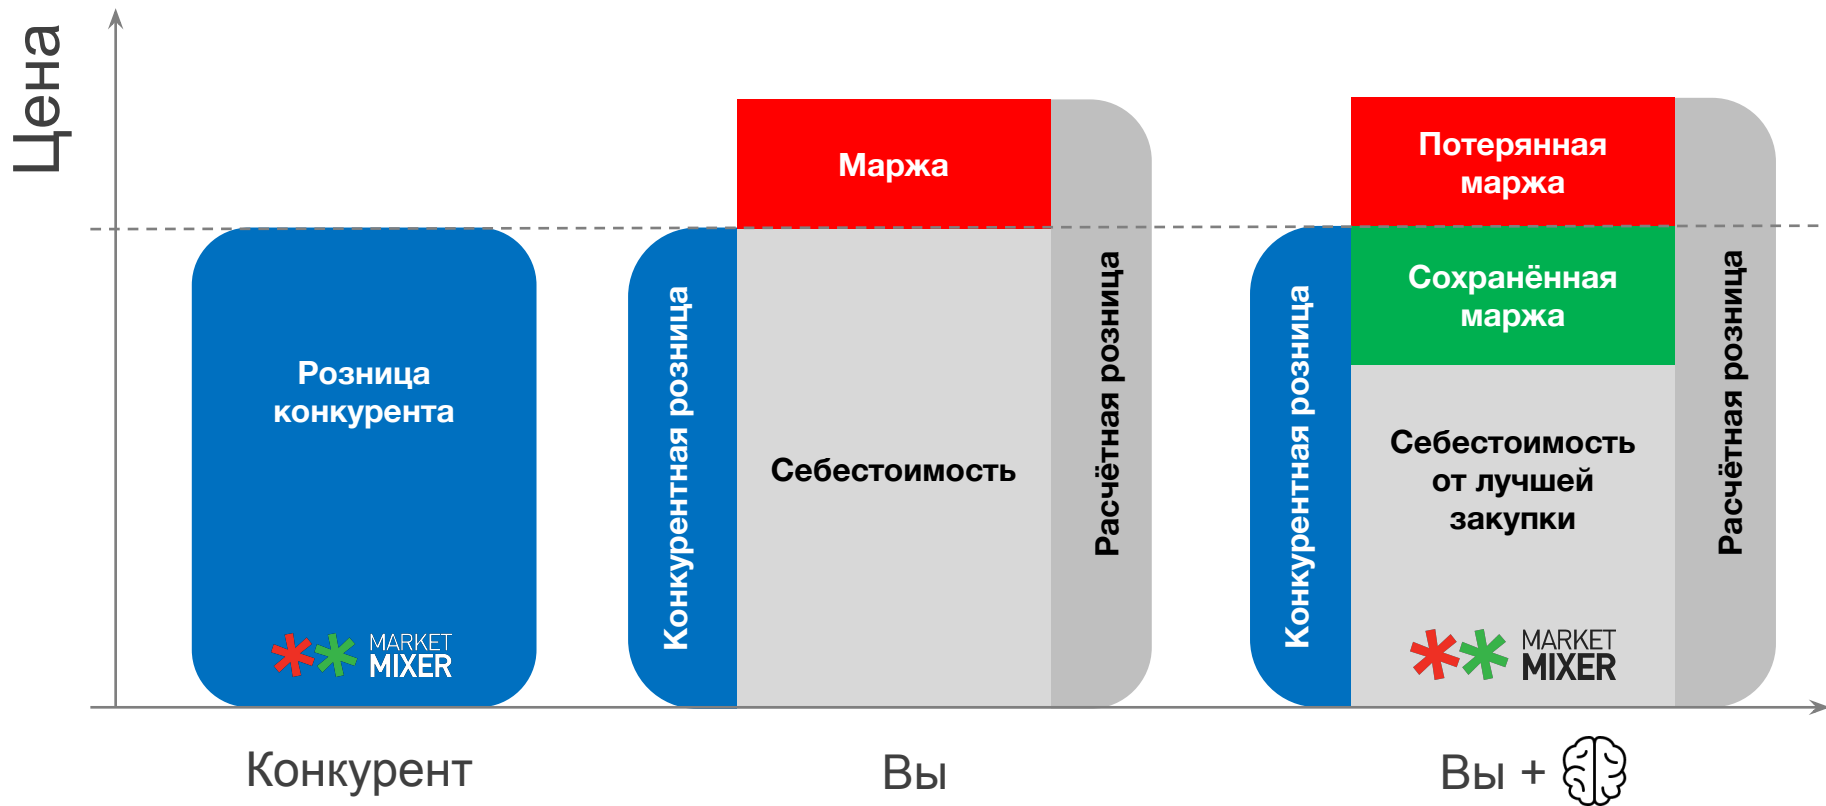 Цена
Розница
конкурента
MARKET
MIXER
Конкурентная розница
Маржа
Себестоимость
Расчётная розница
Конкурентная розница
Потерянная
маржа
Сохранённая
маржа
Себестоимость
от лучшей
закупки
MARKET
MIXER
Расчётная розница
Конкурент
Вы
Вы +